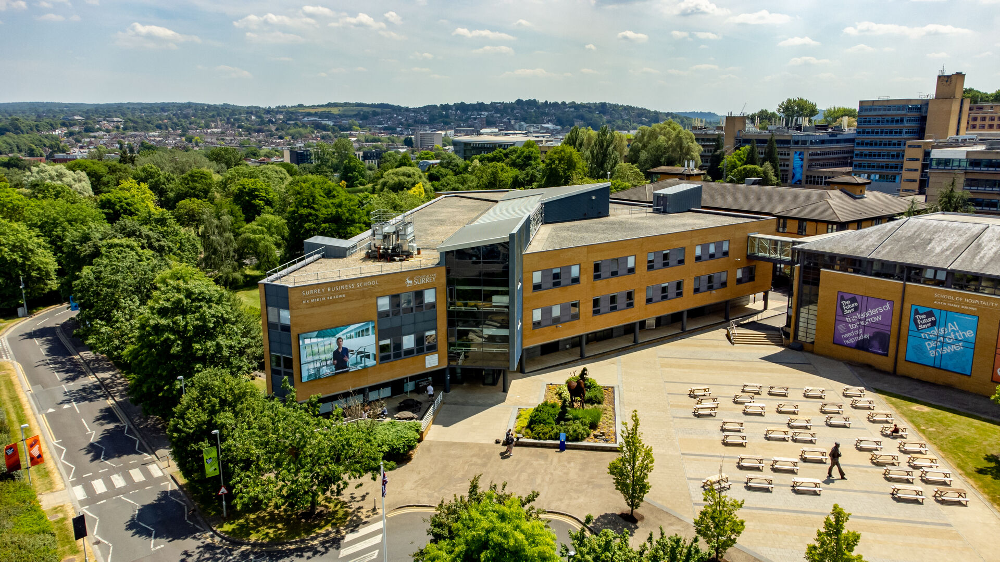 SURREY BUSINESS SCHOOL
RIK MEDLIK BUILDING
UNIVERSITY OF
SURREY
SCHOOL OF HOSPITALITY
AUSTIN PEARCE BUILDING
The
Future
Says
the leaders of
tomorrow
need our
help today
The
Future
Says
make AI
part of the
answer